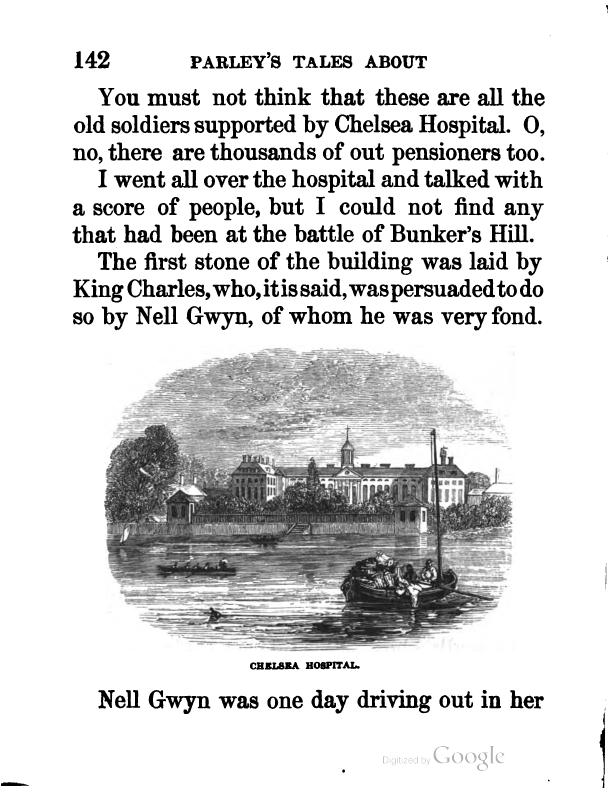 142 PARLEY'S TALES ABOUT
You must not think that these are all the
old soldiers supported by Chelsea Hospital. O,
no, there are thousands of out pensioners too.
I went all over the hospital and talked with
a score of people, but I could not find any
that had been at the battle of Bunker's Hill.
The first stone of the building was laid by
King Charles, who, it is said, was persuaded to do
so by Nell Gwyn, of whom he was very fond.
CHELSEA HOSPITAL.
Nell Gwyn was one day driving out in her
Digitized by Google